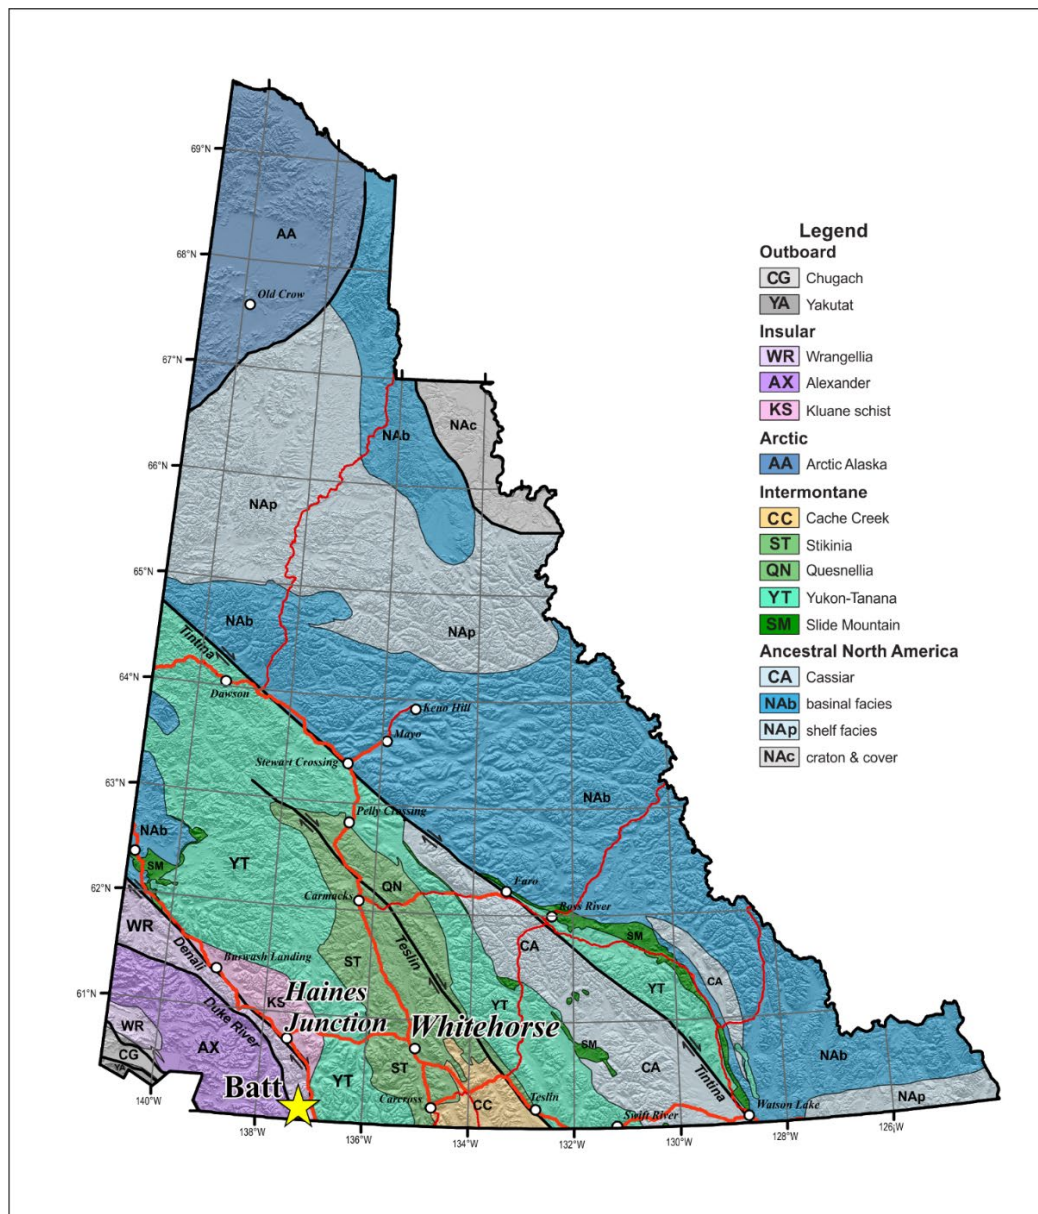 69°N
AA
68°N
Old Crow
67°N
NAc
NAb
66°N
NAp
65°N
NAb
NAp
Tintina
64°N
Dawson
Keno Hill
Mayo
Stewart Crossing
63°N
NAb
Pelly Crossing
NAb
SM
YT
QN
Faro
62°N
Carmacks
Ross River
WR
SM
Denali
Teslin
CA
Burwash Landing
ST
CA
YT
61°N
KS
Haines
Junction
YT
WR
Duke River
Whitehorse
CG
AX
SM
YA
YT
ST
CA
Tintina
NAb
Batt
Carcross
CC
Teslin
Swift River
Watson Lake
NAp
140°W
138°W
136°W
134°W
132°W
130°W
128°W
126°W
Legend
Outboard
CG Chugach
YA Yakutat
Insular
WR Wrangellia
AX Alexander
KS Kluane schist
Arctic
AA Arctic Alaska
Intermontane
CC Cache Creek
ST Stikinia
QN Quesnellia
YT Yukon-Tanana
SM Slide Mountain
Ancestral North America
CA Cassiar
NAb basinal facies
NAp shelf facies
NAc craton & cover